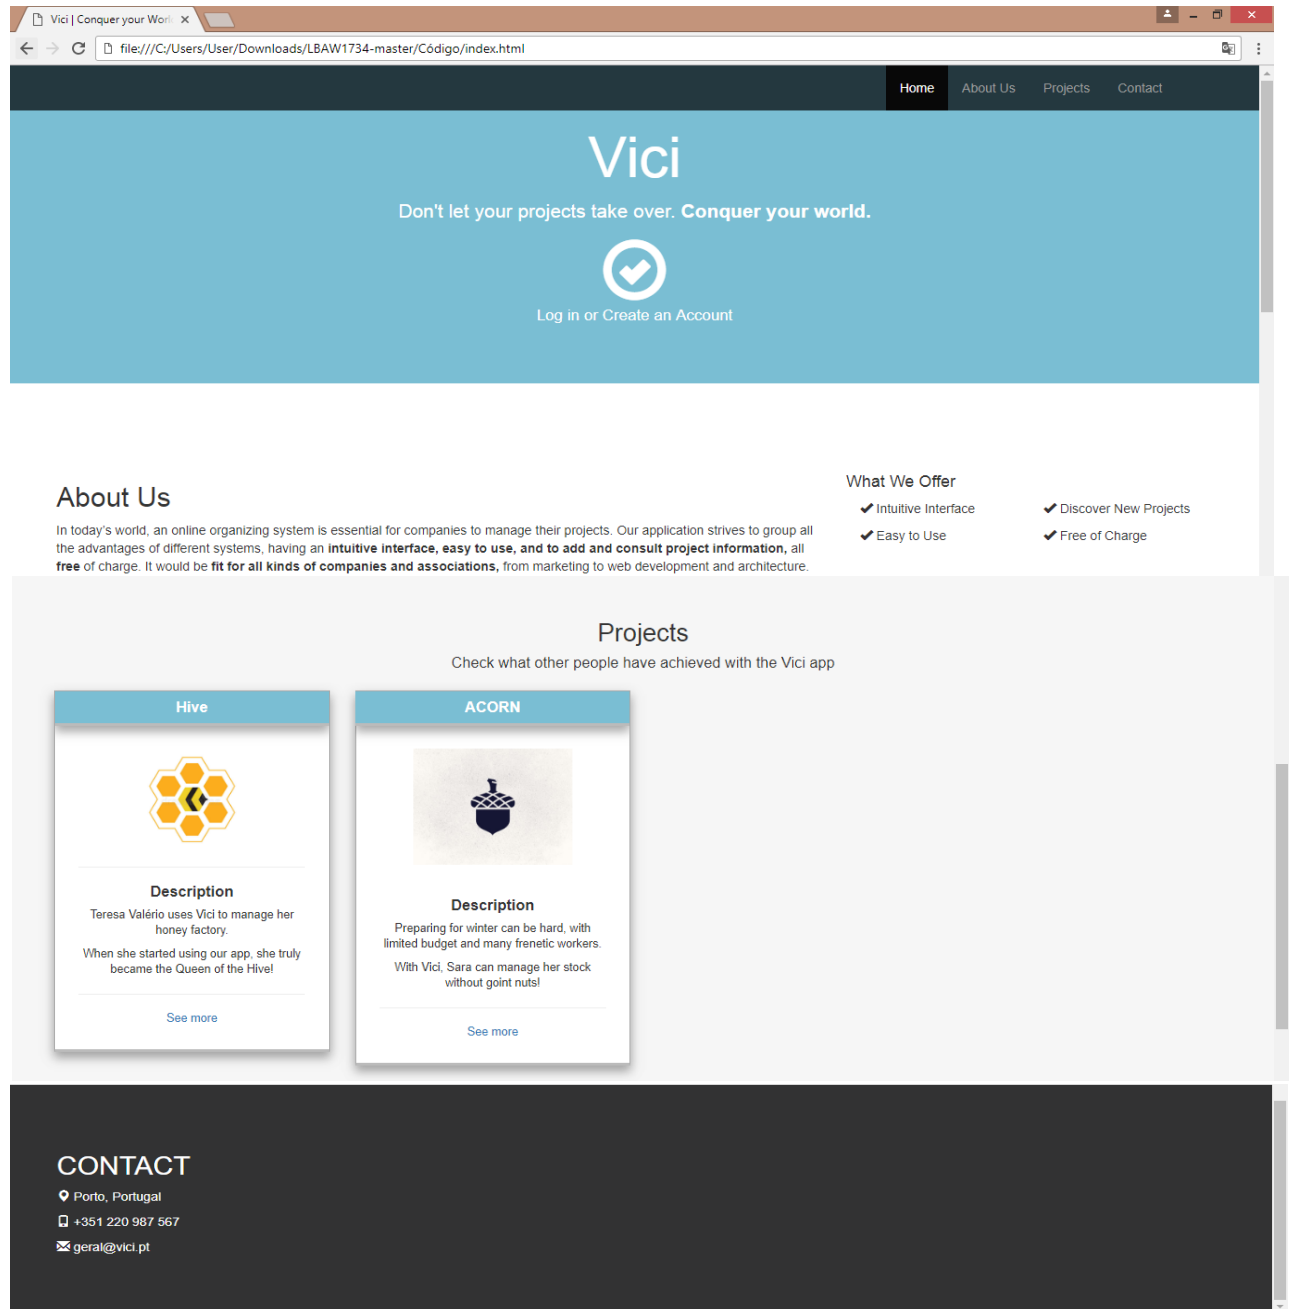 Vici | Conquer your Worl
file:///C:/Users/User/Downloads/LBAW1734-master/Código/index.html
Home About Us Projects Contact
Vici
Don't let your projects take over. Conquer your world.
Log in or Create an Account
About Us
In today's world, an online organizing system is essential for companies to manage their projects. Our application strives to group all
the advantages of different systems, having an intuitive interface, easy to use, and to add and consult project information, all
free of charge. It would be fit for all kinds of companies and associations, from marketing to web development and architecture.
What We Offer
Intuitive Interface
Discover New Projects
Easy to Use
Free of Charge
Projects
Check what other people have achieved with the Vici app
Hive
Description
Teresa Valério uses Vici to manage her
honey factory.
When she started using our app, she truly
became the Queen of the Hive!
See more
ACORN
Description
Preparing for winter can be hard, with
limited budget and many frenetic workers.
With Vici, Sara can manage her stock
without goint nuts!
See more
CONTACT
Porto, Portugal
+351 220 987 567
geral@vici.pt